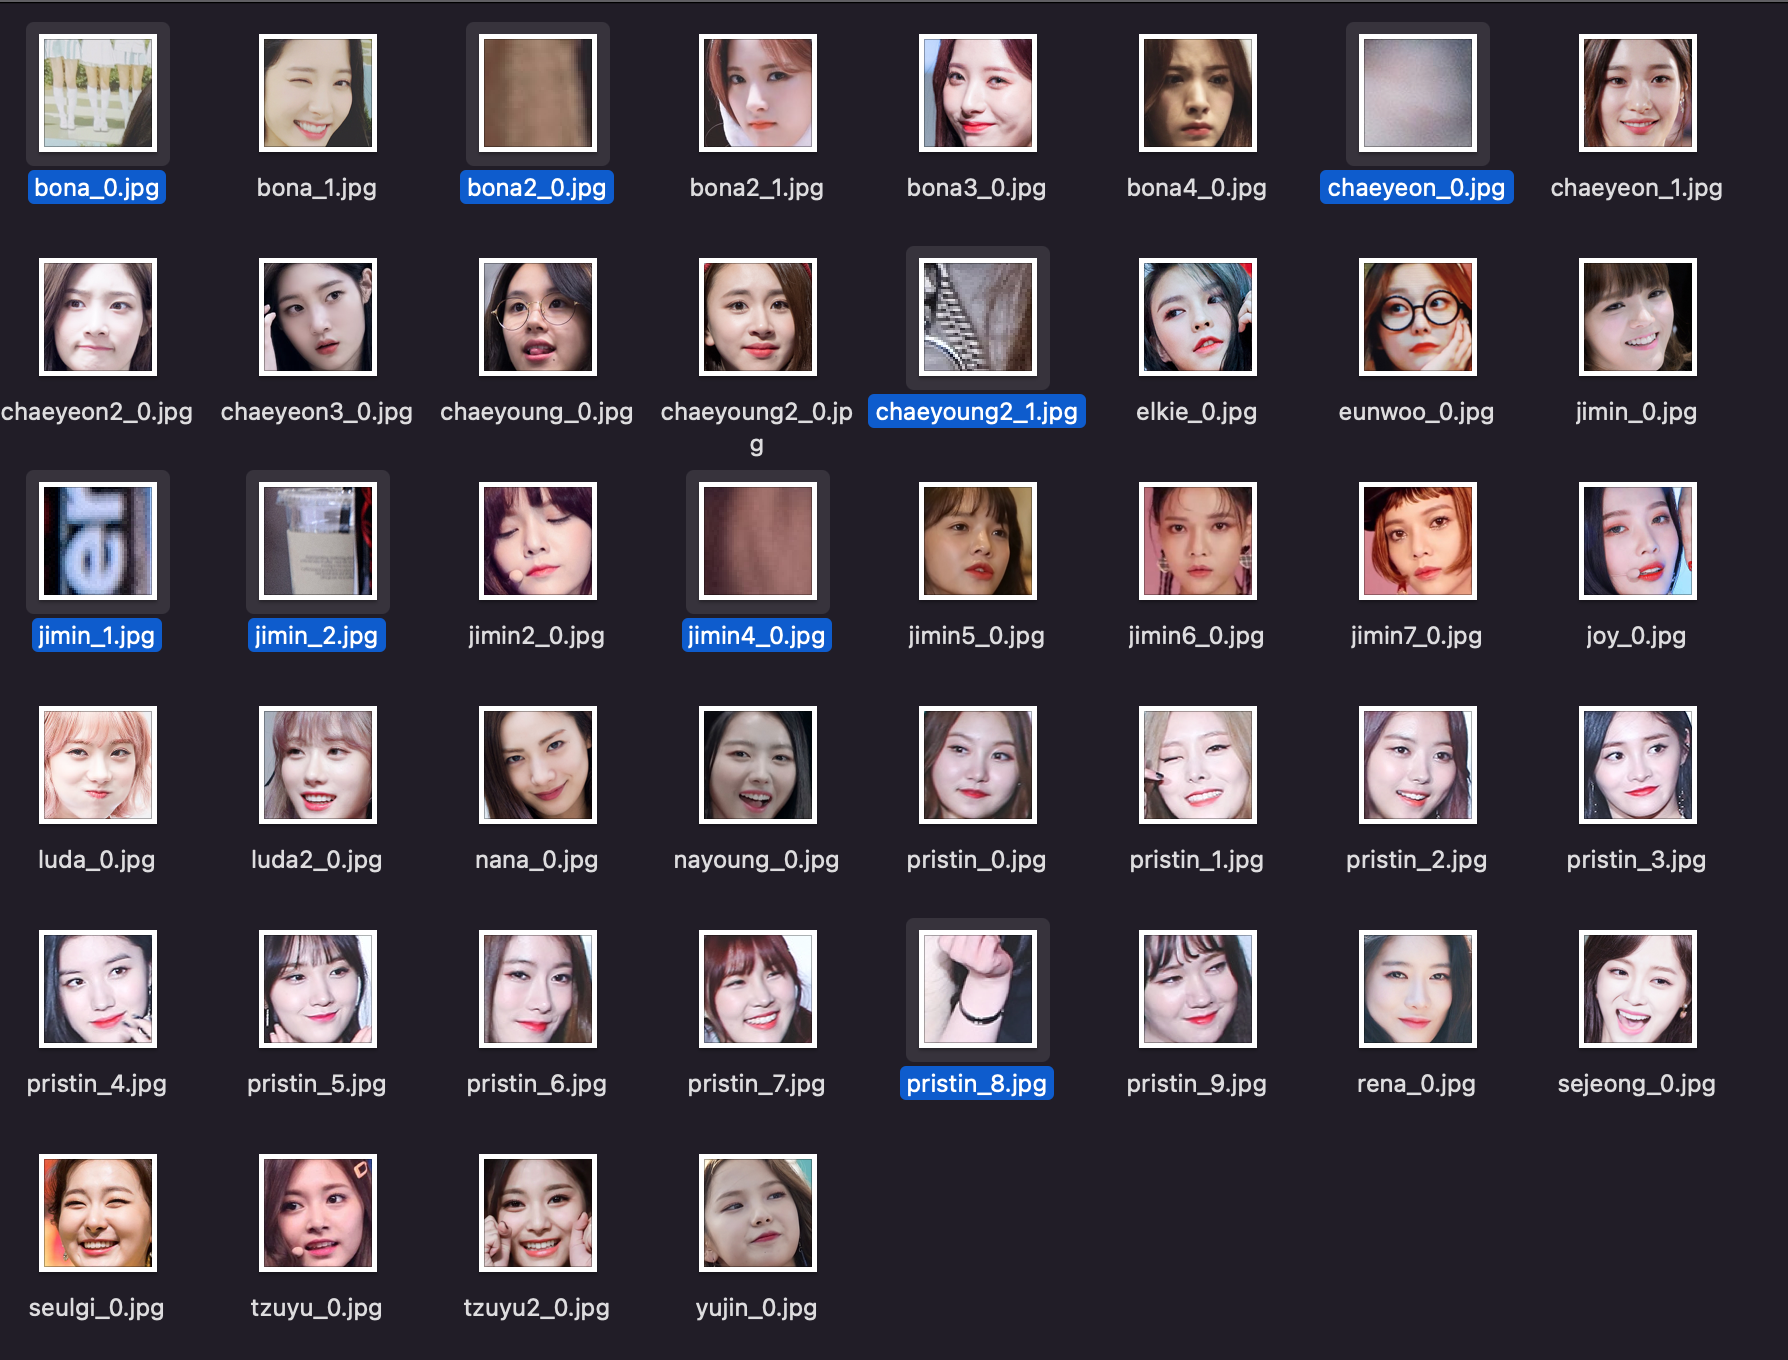 bona_0.jpg bona_1.jpg bona2_0.jpg bona2_1.jpg bona3_0.jpg bona4_0.jpg chaeyeon_0.jpg chaeyeon_1.jpg
chaeyeon2_0.jpg chaeyeon3_0.jpg chaeyoung_0.jpg chaeyoung2_0.jp
g chaeyoung2_1.jpg elkie_0.jpg eunwoo_0.jpg jimin_0.jpg
er
jimin_1.jpg jimin_2.jpg jimin2_0.jpg jimin4_0.jpg jimin5_0.jpg jimin6_0.jpg jimin7_0.jpg joy_0.jpg
luda_0.jpg luda2_0.jpg nana_0.jpg nayoung_0.jpg pristin_0.jpg pristin_1.jpg pristin_2.jpg pristin_3.jpg
pristin_4.jpg pristin_5.jpg pristin_6.jpg pristin_7.jpg pristin_8.jpg pristin_9.jpg rena_0.jpg sejeong_0.jpg
seulgi_0.jpg tzuyu_0.jpg tzuyu2_0.jpg yujin_0.jpg